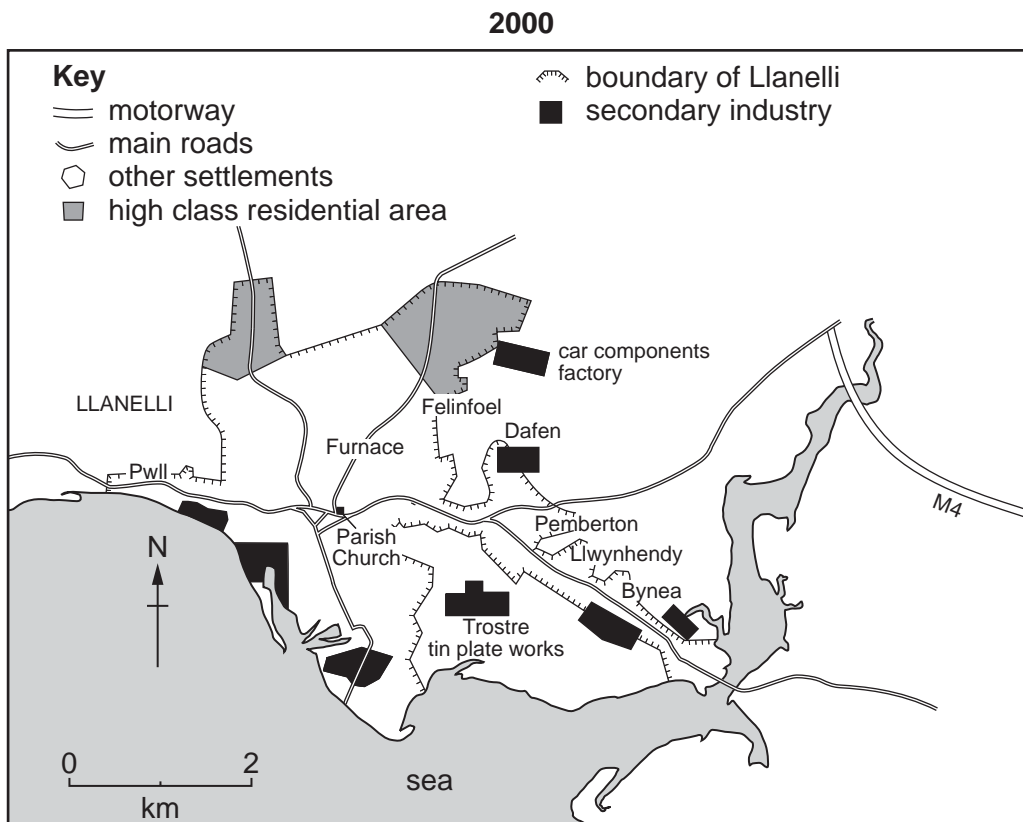 2000
Key
motorway
main roads
other settlements
high class residential area
boundary of Llanelli
secondary industry
car components
factory
LLANELLI
Felinfoel
Furnace
Dafen
Pwll
M4
Parish
Church
Pemberton
Llwynhendy
Bynea
N
Trostre
tin plate works
0 2
km
sea